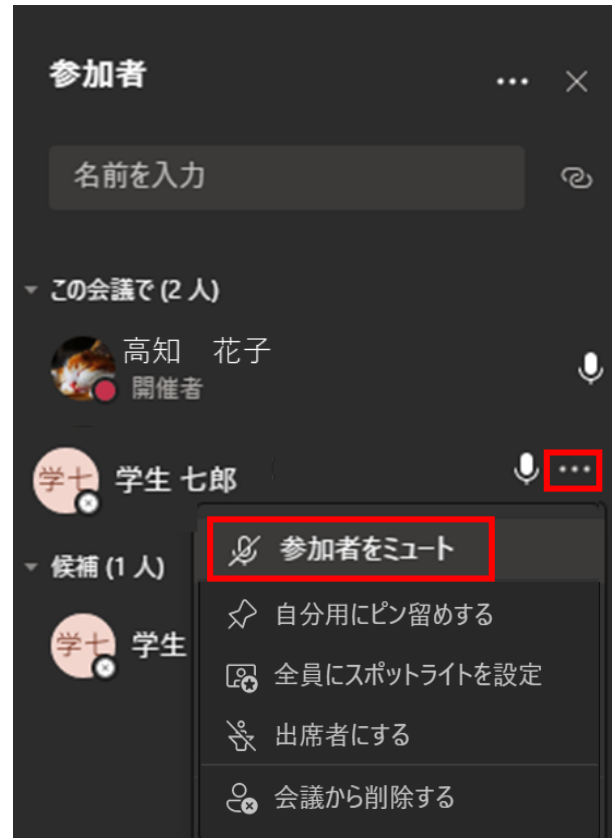 参加者
名前を入力
この会議で (2 人)
高知　花子
開催者
学七 学生 七郎
参加者をミュート
候補 (1 人)
自分用にピン留めする
学七 学生
全員にスポットライトを設定
出席者にする
会議から削除する